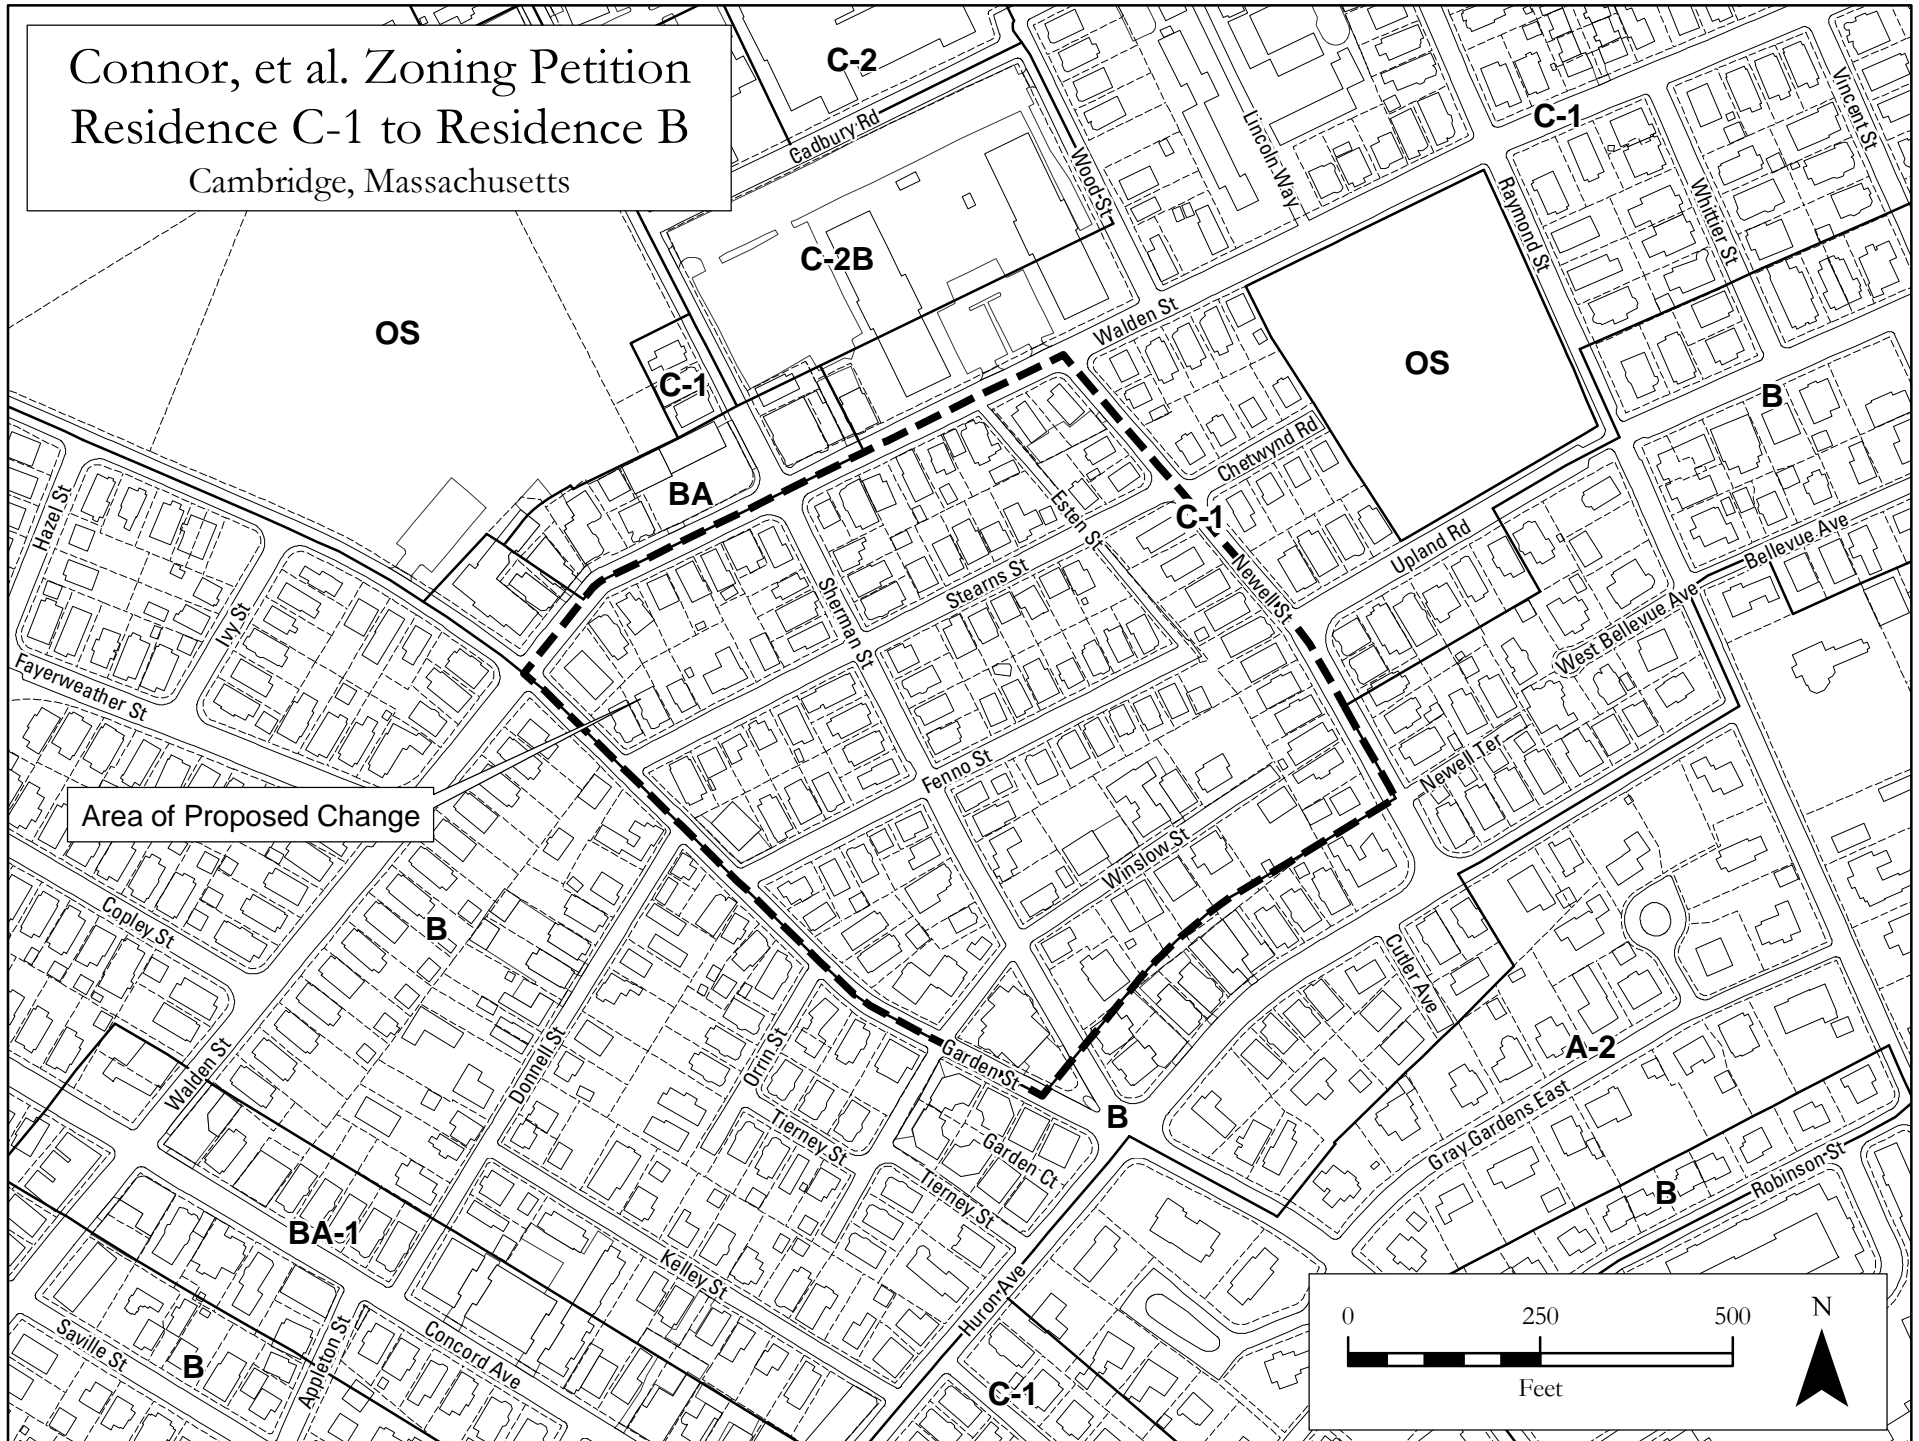 Connor, et al. Zoning Petition
Residence C-1 to Residence B
Cambridge, Massachusetts
C-2
Cadbury Rd
Wood St
Lincoln Way
C-1
Vincent St
Whittier St
Raymond St
C-2B
OS
C-1
Walden St
OS
B
BA
Chetwynd Rd
C-1
Esten St
Upland Rd
Bellevue Ave
Hazel St
Ivy St
Stearns St
Sherman St
Newell St
West Bellevue Ave
Fayerweather St
Fenno St
Newell Ter
Area of Proposed Change
Winslow St
Copley St
B
Cutler Ave
A-2
Walden St
Donnell St
Orrin St
Garden St
B
Tierney St
Garden Ct
Tierney St
Gray Gardens East
B
Robinson St
BA-1
Kelley St
Huron Ave
Saville St
B
Appleton St
Concord Ave
C-1
0 250 500
Feet
N